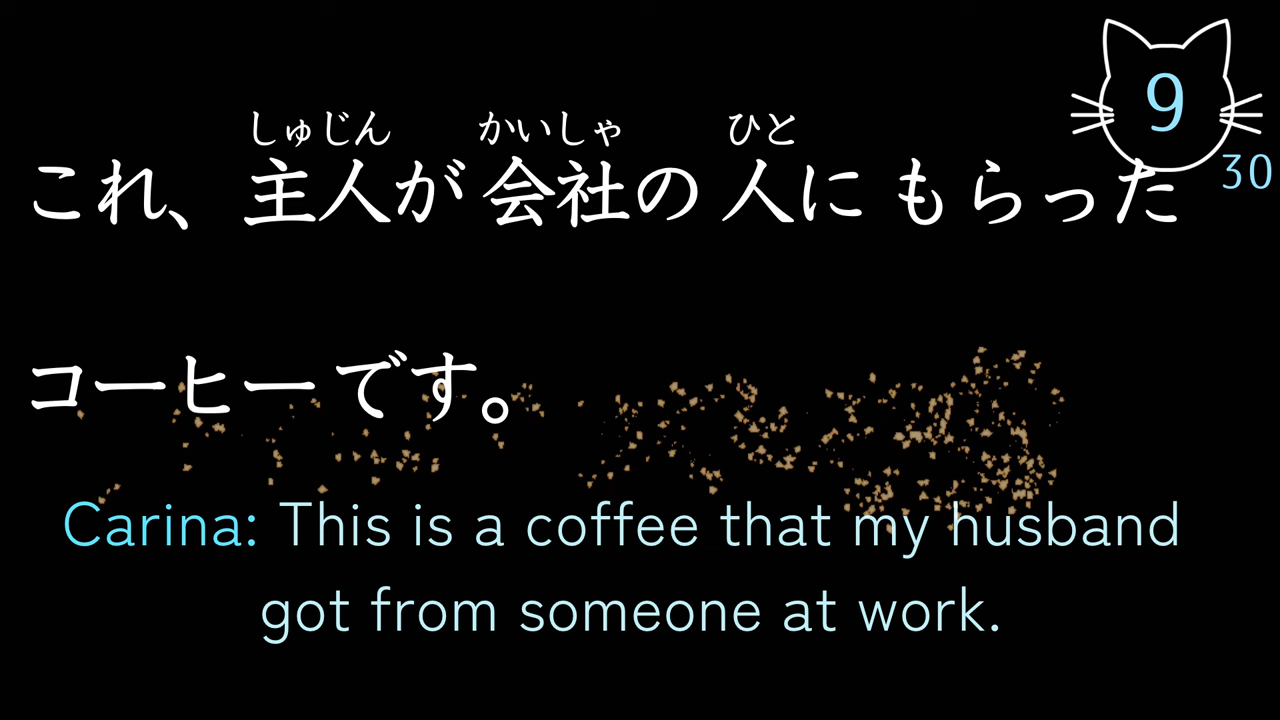 9
30
しゅじん かいしゃ ひと
これ、主人が会社の人にもらった
コーヒーです。
Carina: This is a coffee that my husband
got from someone at work.